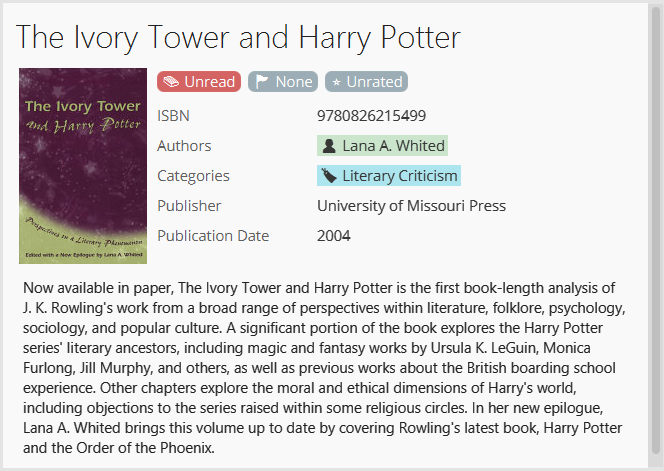 The Ivory Tower and Harry Potter
The Ivory Tower
and Harry Potter
Perspectives on a Literary Phenomenon
Edited with a New Epilogue by Lana A. Whited
Unread None Unrated
ISBN 9780826215499
Authors Lana A. Whited
Categories Literary Criticism
Publisher University of Missouri Press
Publication Date 2004
Now available in paper, The Ivory Tower and Harry Potter is the first book-length analysis of
J. K. Rowling's work from a broad range of perspectives within literature, folklore, psychology,
sociology, and popular culture. A significant portion of the book explores the Harry Potter
series' literary ancestors, including magic and fantasy works by Ursula K. LeGuin, Monica
Furlong, Jill Murphy, and others, as well as previous works about the British boarding school
experience. Other chapters explore the moral and ethical dimensions of Harry's world,
including objections to the series raised within some religious circles. In her new epilogue,
Lana A. Whited brings this volume up to date by covering Rowling's latest book, Harry Potter
and the Order of the Phoenix.